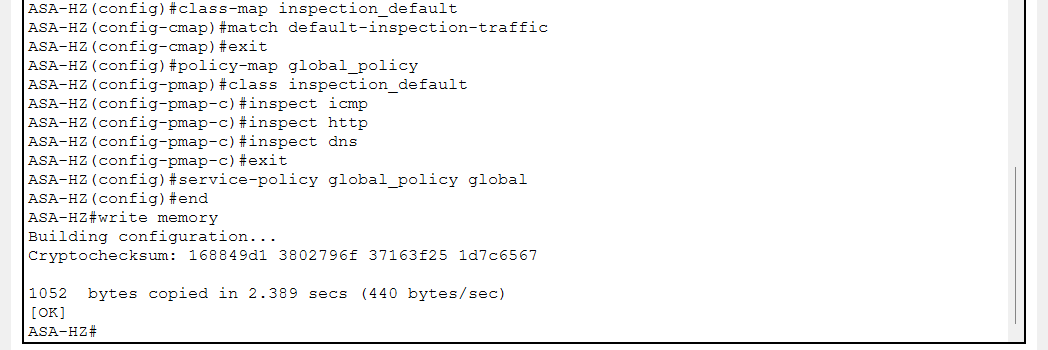 ASA-HZ(config)#class-map inspection_default
ASA-HZ(config-cmap)#match default-inspection-traffic
ASA-HZ(config-cmap)#exit
ASA-HZ(config)#policy-map global_policy
ASA-HZ(config-pmap)#class inspection_default
ASA-HZ(config-pmap-c)#inspect icmp
ASA-HZ(config-pmap-c)#inspect http
ASA-HZ(config-pmap-c)#inspect dns
ASA-HZ(config-pmap-c)#exit
ASA-HZ(config)#service-policy global_policy global
ASA-HZ(config)#end
ASA-HZ#write memory
Building configuration...
Cryptochecksum: 168849d1 3802796f 37163f25 1d7c6567
1052  bytes copied in 2.389 secs (440 bytes/sec)
[OK]
ASA-HZ#